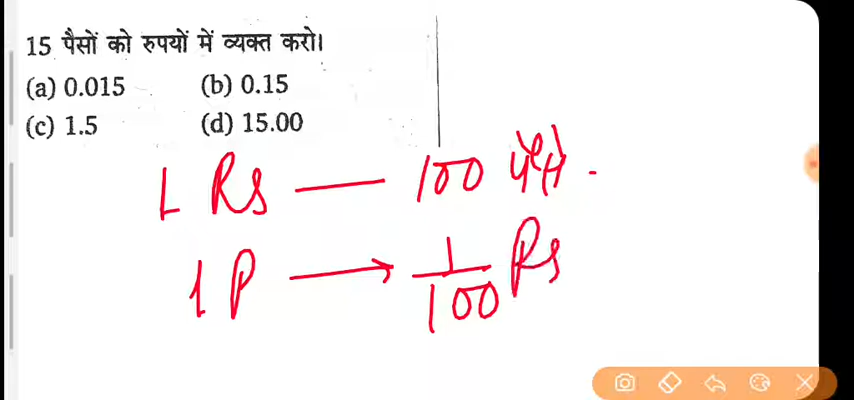 15 पैसों को रुपयों में व्यक्त करो।
(a) 0.015 (b) 0.15
(c) 1.5 (d) 15.00
1 Rs — 100 पैसे
1 P → 1/100 Rs